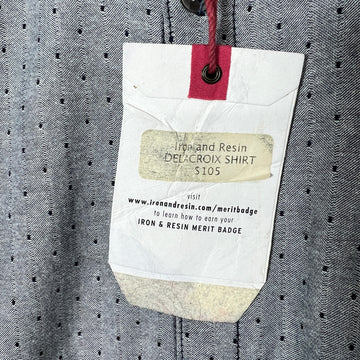 Iron and Resin
DELACROIX SHIRT
$105
visit
www.ironandresin.com/meritbadge
to learn how to earn your
IRON & RESIN MERIT BADGE